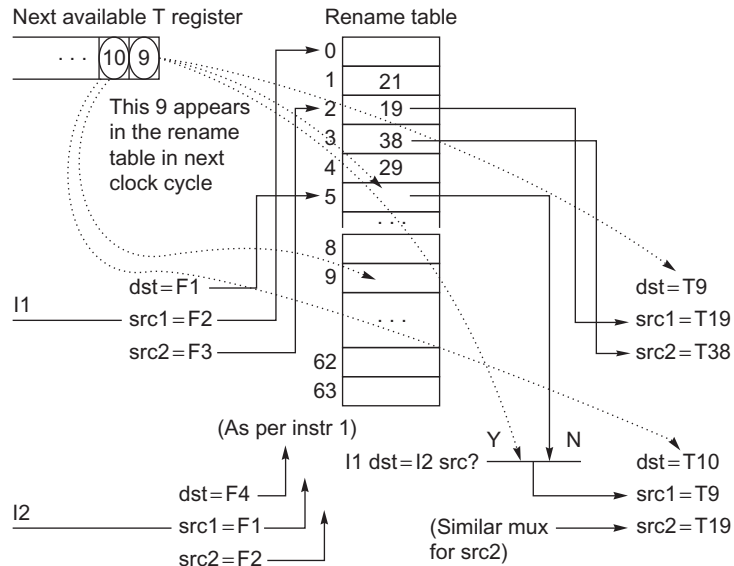 Next available T register
Rename table
· · · 10 9
This 9 appears
in the rename
table in next
clock cycle
0
1 21
2 19
3 38
4 29
5
· · ·
8
9
· · ·
62
63
I1
dst=F1
src1=F2
src2=F3
dst=T9
src1=T19
src2=T38
(As per instr 1)
I2
dst=F4
src1=F1
src2=F2
Y N
I1 dst=I2 src?
(Similar mux
for src2)
dst=T10
src1=T9
src2=T19